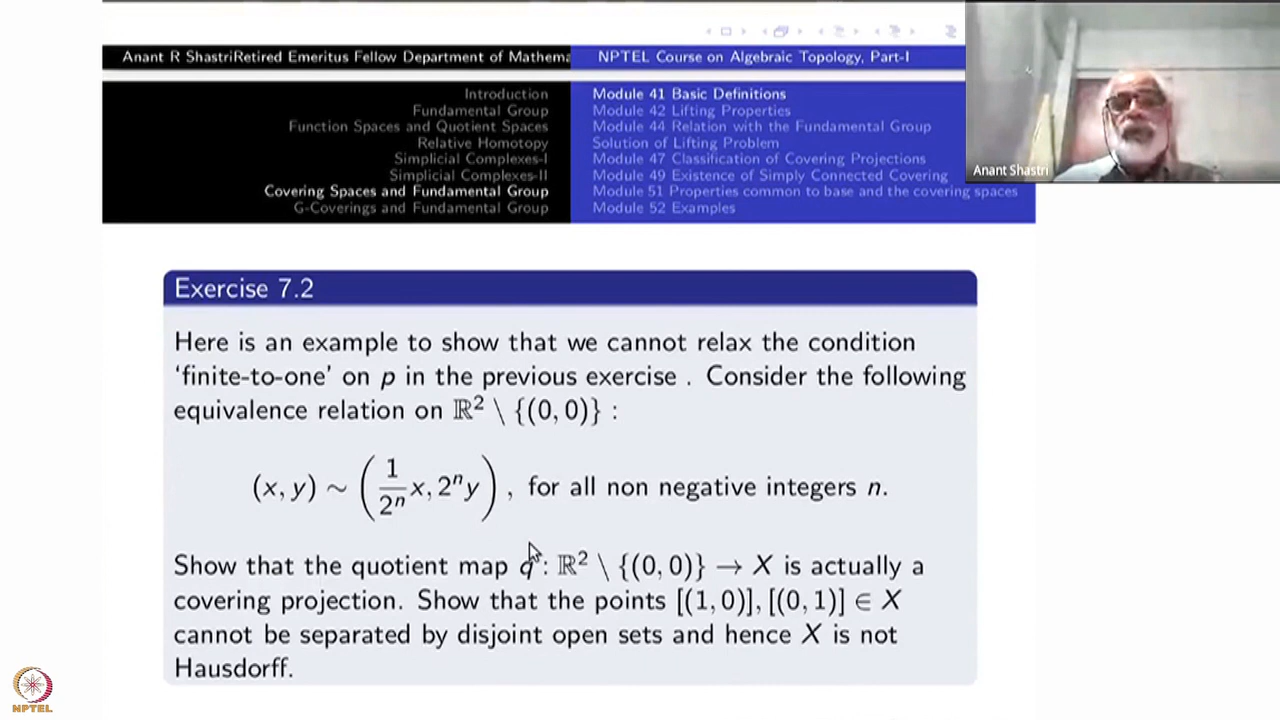 Anant R ShastriRetired Emeritus Fellow Department of Mathema
NPTEL Course on Algebraic Topology, Part-I
Introduction
Fundamental Group
Function Spaces and Quotient Spaces
Relative Homotopy
Simplicial Complexes-I
Simplicial Complexes-II
Covering Spaces and Fundamental Group
G-Coverings and Fundamental Group
Module 41 Basic Definitions
Module 42 Lifting Properties
Module 44 Relation with the Fundamental Group
Solution of Lifting Problem
Module 47 Classification of Covering Projections
Module 49 Existence of Simply Connected Covering
Module 51 Properties common to base and the covering spaces
Module 52 Examples
Anant Shastri
Exercise 7.2
Here is an example to show that we cannot relax the condition
‘finite-to-one’ on p in the previous exercise . Consider the following
equivalence relation on ℝ² \ {(0, 0)} :
(x, y) ∼ (1/2ⁿ x, 2ⁿy) , for all non negative integers n.
Show that the quotient map q : ℝ² \ {(0, 0)} → X is actually a
covering projection. Show that the points [(1, 0)], [(0, 1)] ∈ X
cannot be separated by disjoint open sets and hence X is not
Hausdorff.
NPTEL